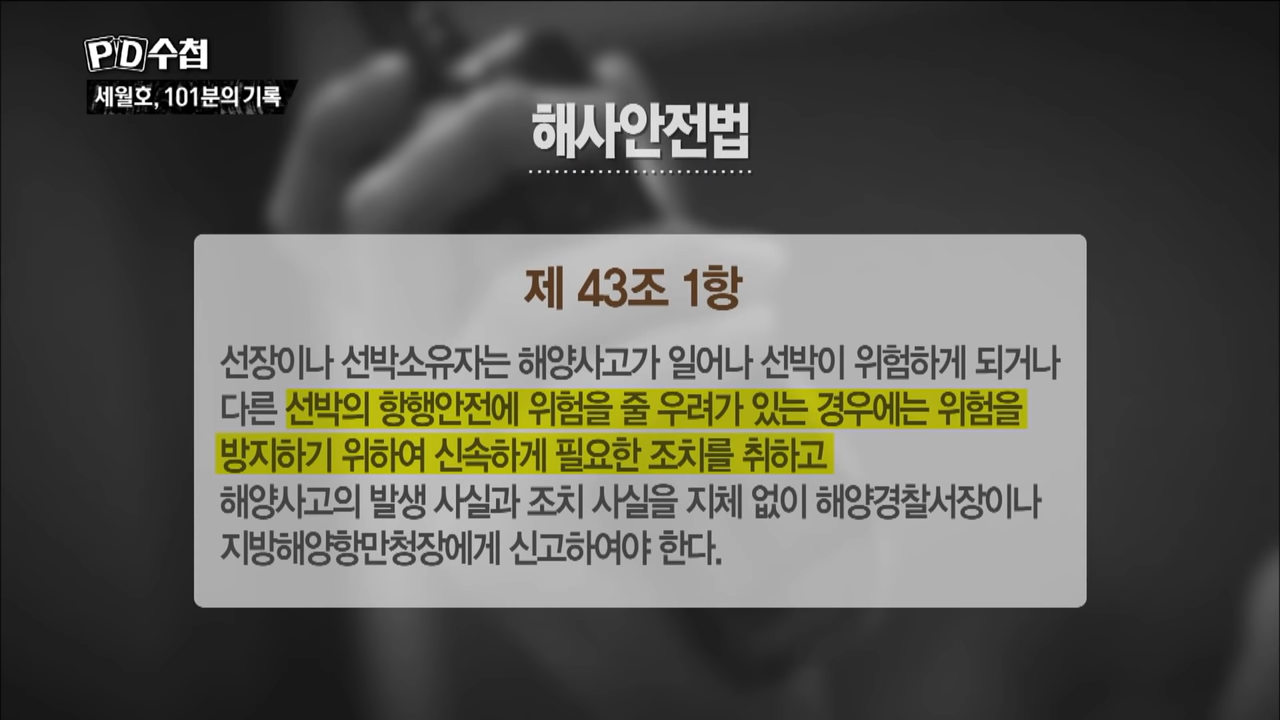 PD수첩
세월호, 101분의 기록
해사안전법
제 43조 1항
선장이나 선박소유자는 해양사고가 일어나 선박이 위험하게 되거나
다른 선박의 항행안전에 위험을 줄 우려가 있는 경우에는 위험을
방지하기 위하여 신속하게 필요한 조치를 취하고
해양사고의 발생 사실과 조치 사실을 지체 없이 해양경찰서장이나
지방해양항만청장에게 신고하여야 한다.